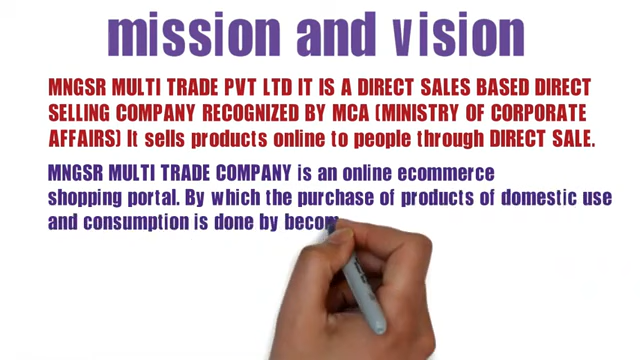 mission and vision
MNGSR MULTI TRADE PVT LTD IT IS A DIRECT SALES BASED DIRECT
SELLING COMPANY RECOGNIZED BY MCA (MINISTRY OF CORPORATE
AFFAIRS) It sells products online to people through DIRECT SALE.
MNGSR MULTI TRADE COMPANY is an online ecommerce
shopping portal. By which the purchase of products of domestic use
and consumption is done by becom